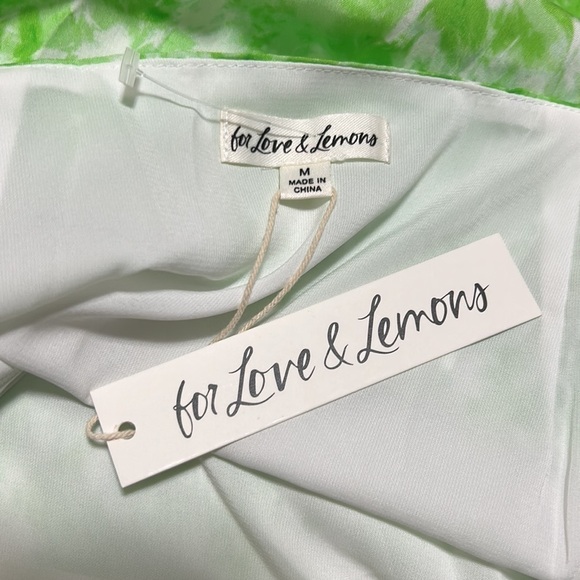 for Love & Lemons
M
MADE IN
CHINA
for Love & Lemons